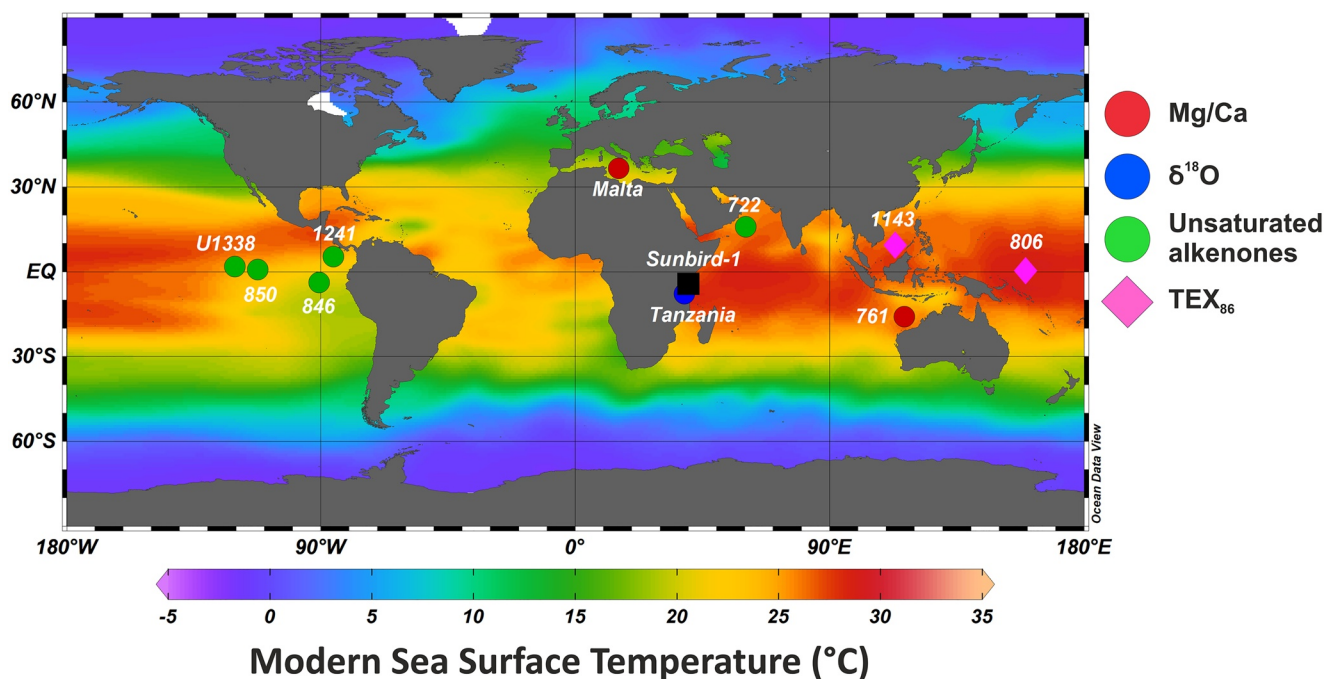 60°N
30°N
EQ
30°S
60°S
180°W
90°W
0°
90°E
180°E
Malta
722
1143
806
U1338
1241
850
846
Sunbird-1
Tanzania
761
Ocean Data View
Mg/Ca
δ¹⁸O
Unsaturated
alkenones
TEX₈₆
-5
0
5
10
15
20
25
30
35
Modern Sea Surface Temperature (°C)